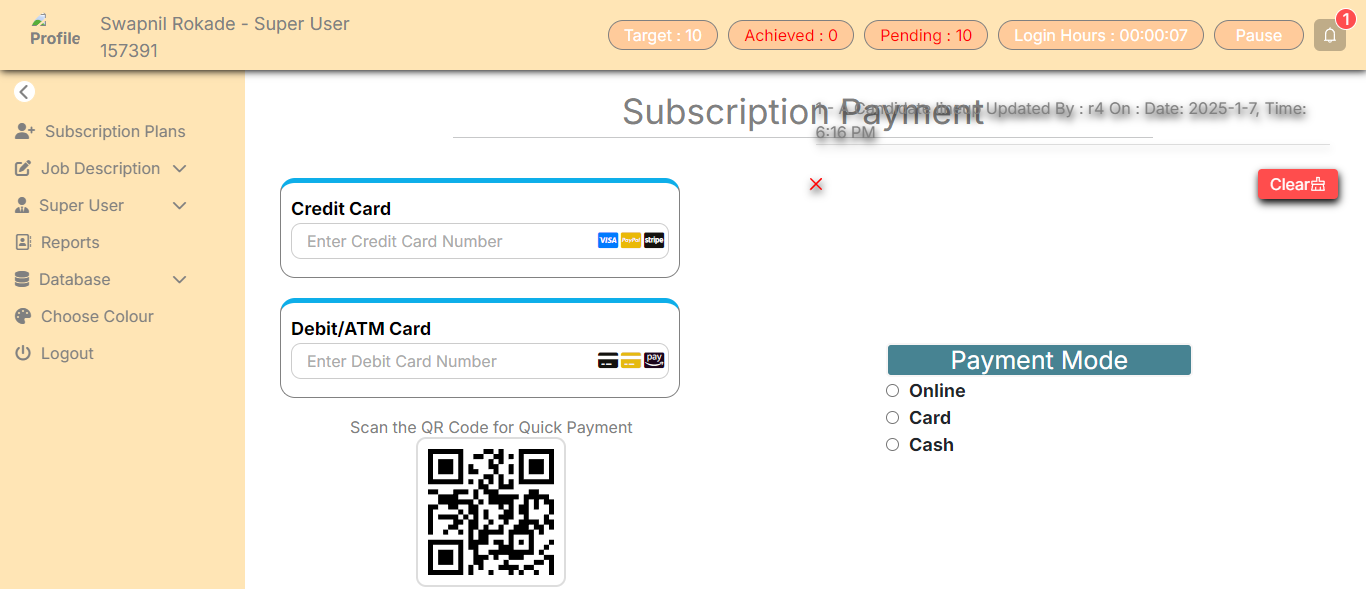 Profile
Swapnil Rokade - Super User
157391
Target : 10
Achieved : 0
Pending : 10
Login Hours : 00:00:07
Pause
1
Subscription Plans
Job Description
Super User
Reports
Database
Choose Colour
Logout
Subscription Payment
1 - A Candidate lineup Updated By : r4 On : Date: 2025-1-7, Time:
6:16 PM
Clear
Credit Card
Enter Credit Card Number
VISA PayPal stripe
Debit/ATM Card
Enter Debit Card Number
pay
Scan the QR Code for Quick Payment
Payment Mode
Online
Card
Cash